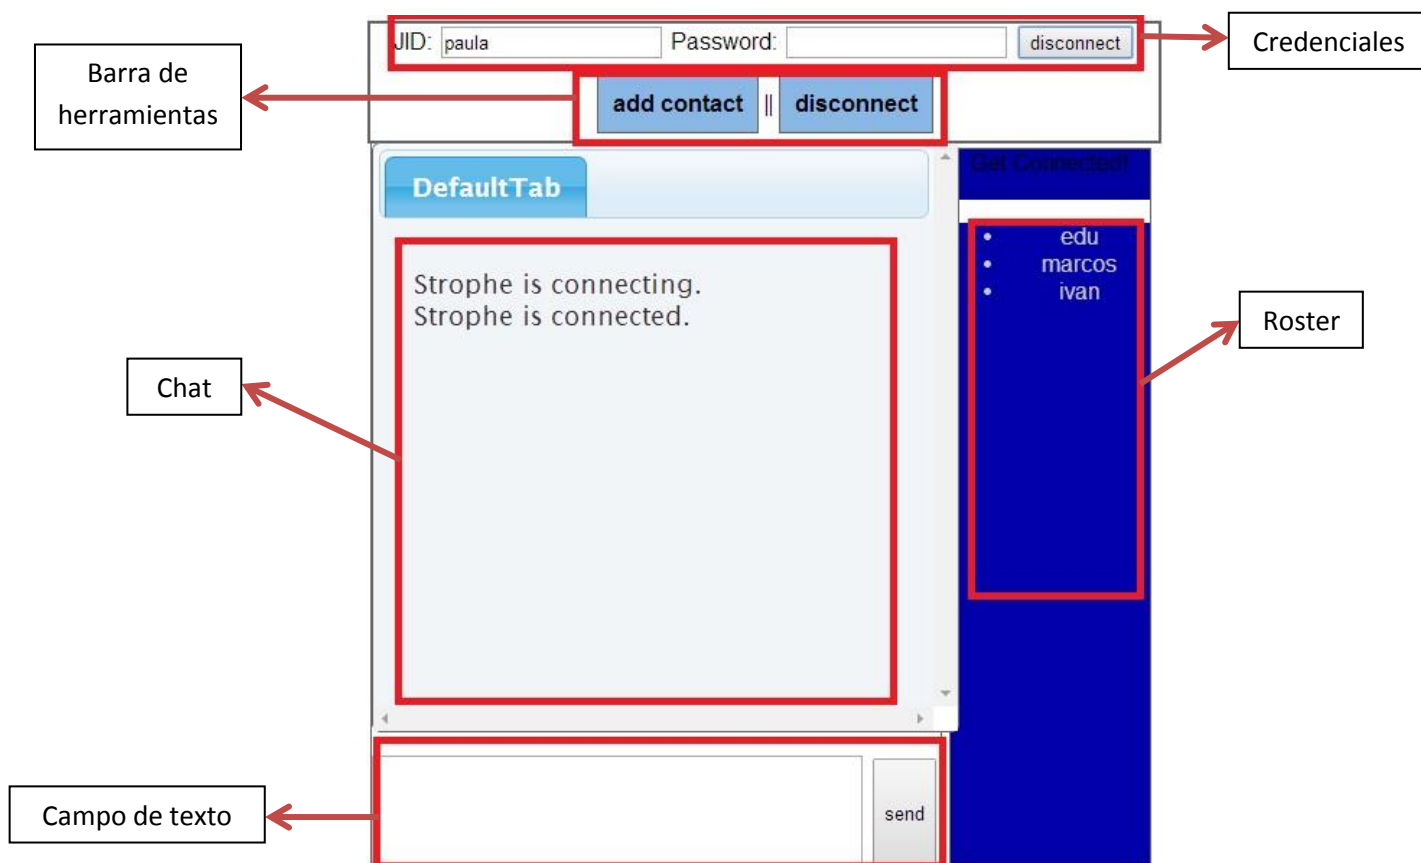 JID: paula Password: disconnect
Credenciales
Barra de
herramientas
add contact || disconnect
DefaultTab
Get Connected!
Strophe is connecting.
Strophe is connected.
• edu
• marcos
• ivan
Roster
Chat
send
Campo de texto